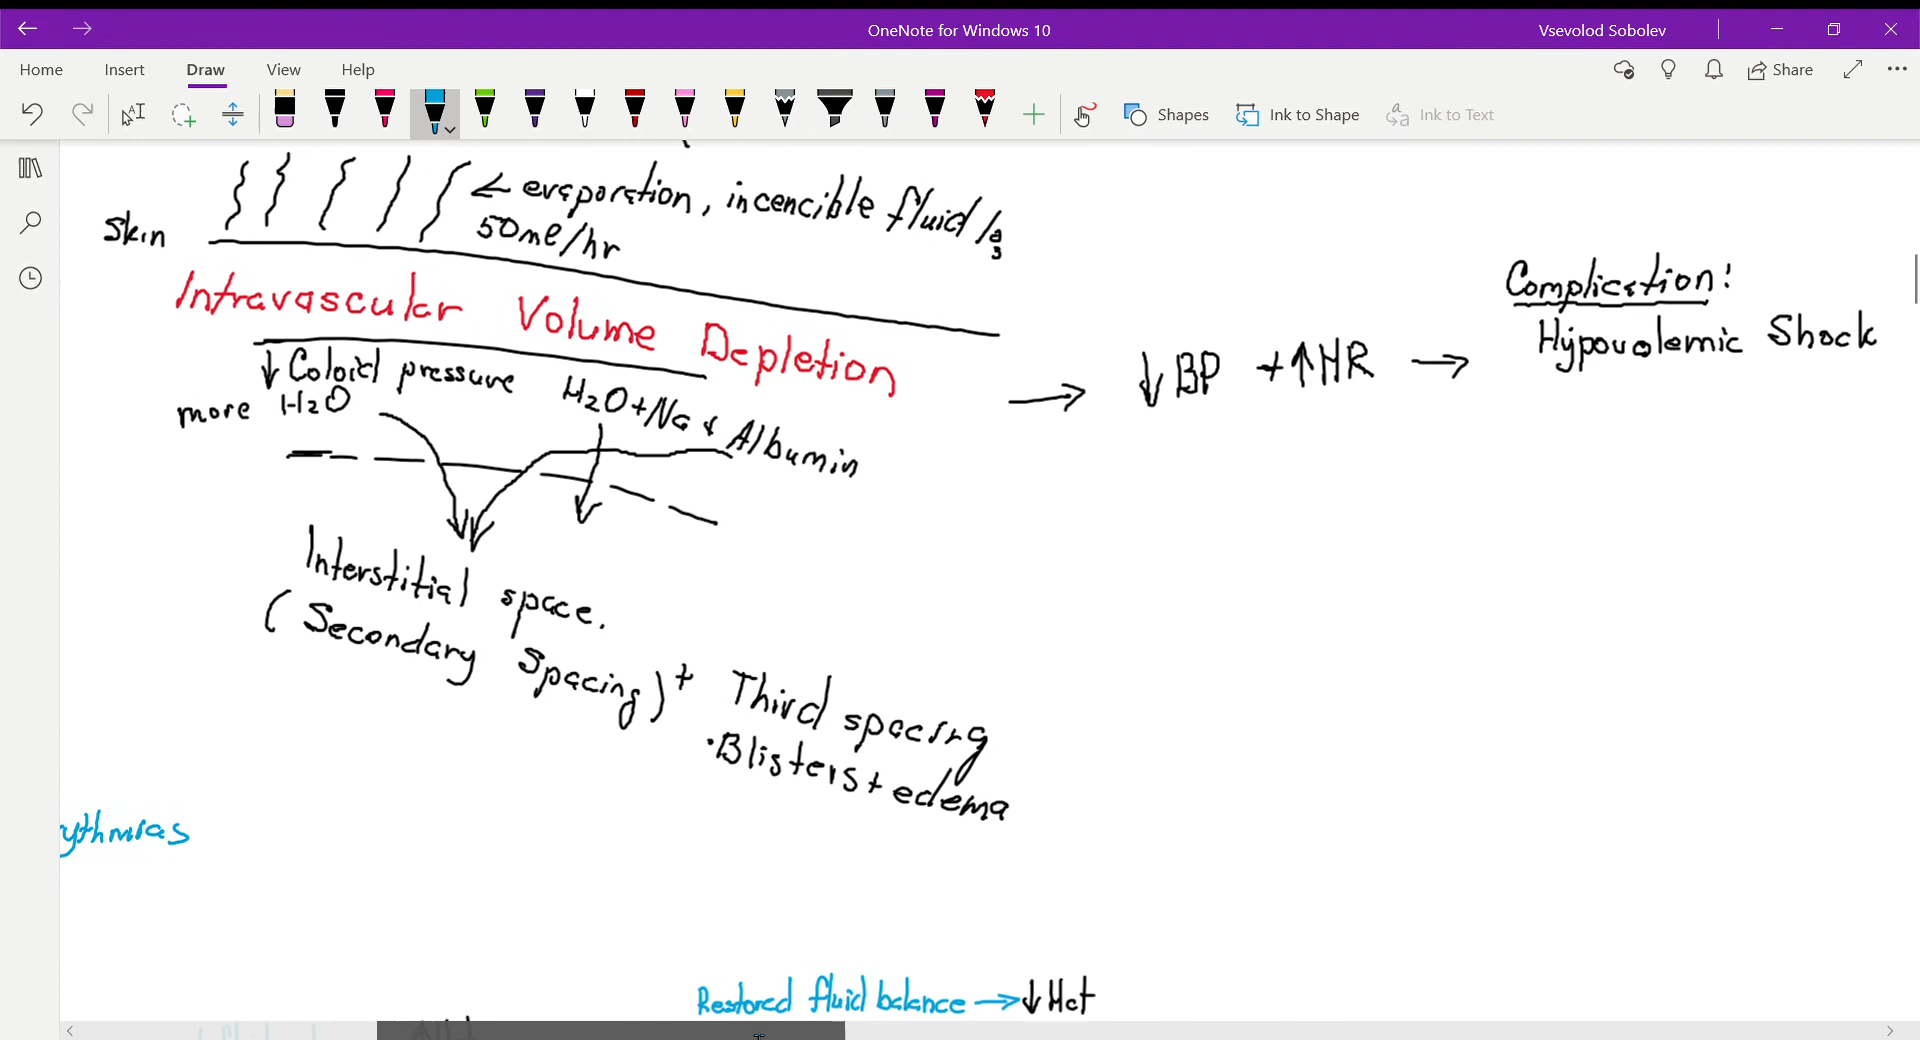 OneNote for Windows 10
Vsevolod Sobolev
Home Insert Draw View Help
Share
Shapes Ink to Shape Ink to Text
evaporation, incencible fluid
50ml/hr
Skin
Intravascular Volume Depletion
↓ Coloid pressure
more H2O
H2O + Na + Albumin
→ ↓ BP + ↑ HR →
Complication:
Hypovolemic Shock
Interstitial space.
(Secondary Spacing) + Third spacing
• Blisters + edema
ythmias
Restored fluid balance → ↓ Hct